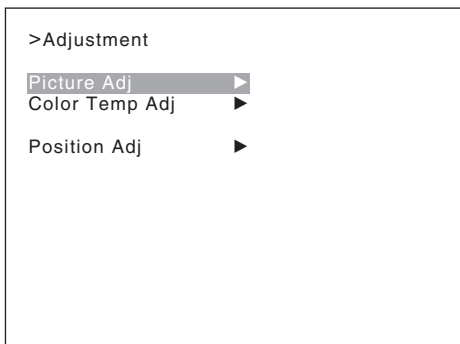 >Adjustment
Picture Adj ▶
Color Temp Adj ▶
Position Adj ▶